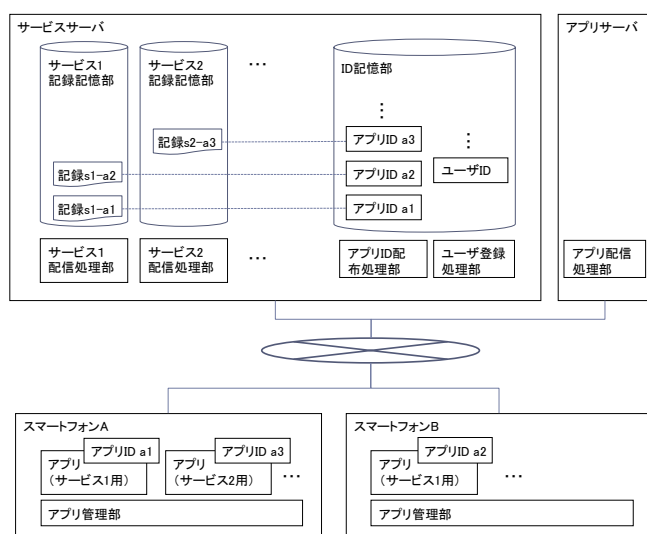 サービスサーバ
アプリサーバ
サービス1
記録記憶部
サービス2
記録記憶部
…
ID記憶部
…
記録s2-a3
アプリID a3
…
記録s1-a2
アプリID a2
ユーザID
記録s1-a1
アプリID a1
サービス1
配信処理部
サービス2
配信処理部
…
アプリID配
布処理部
ユーザ登録
処理部
アプリ配信
処理部
スマートフォンA
アプリID a1
アプリ
(サービス1用)
アプリID a3
アプリ
(サービス2用)
…
アプリ管理部
スマートフォンB
アプリID a2
アプリ
(サービス1用)
…
アプリ管理部